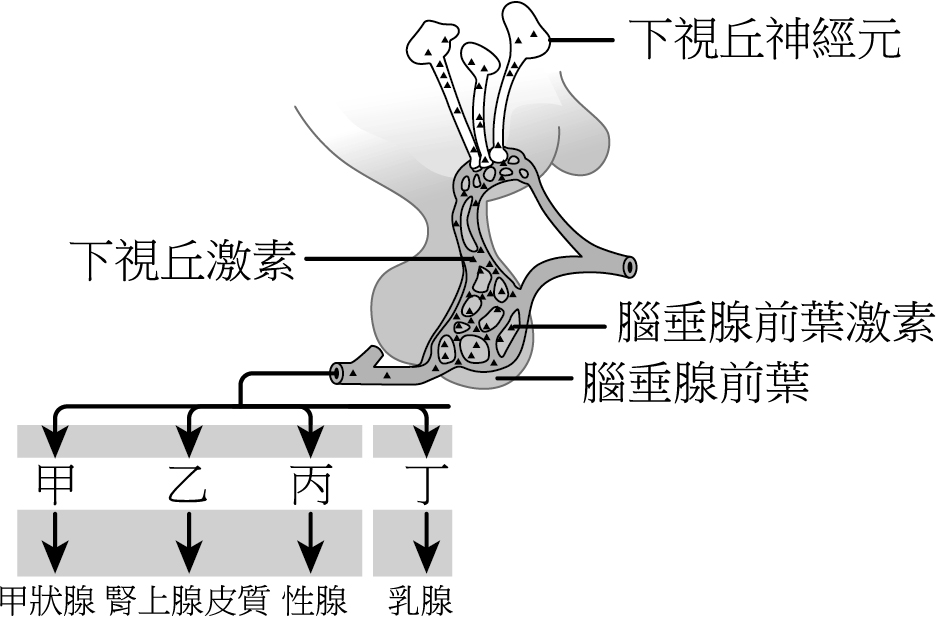 下視丘神經元
下視丘激素
腦垂腺前葉激素
腦垂腺前葉
甲 乙 丙 丁
甲狀腺 腎上腺皮質 性腺 乳腺